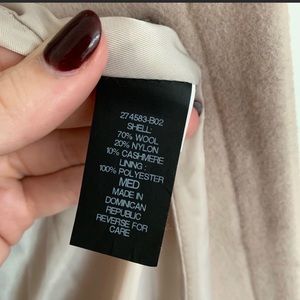 274583-B02
SHELL:
70% WOOL
20% NYLON
10% CASHMERE
LINING :
100% POLYESTER
MED
MADE IN
DOMINICAN
REPUBLIC
REVERSE FOR
CARE